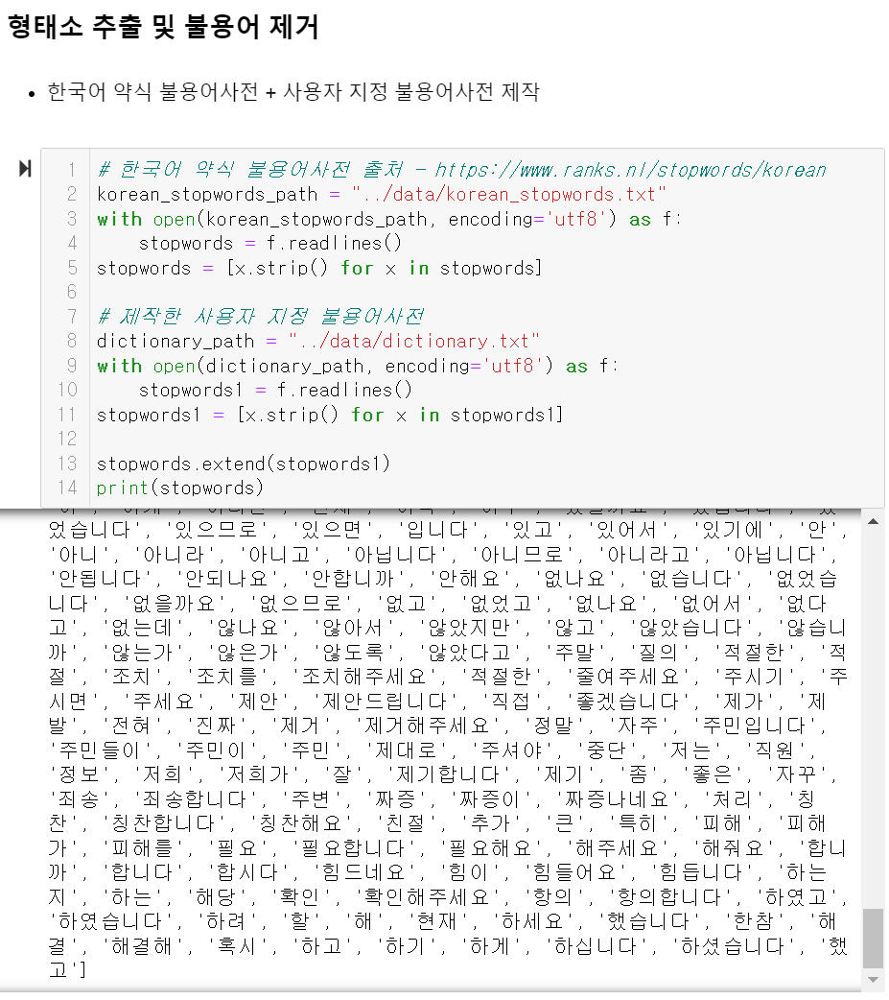 형태소 추출 및 불용어 제거
• 한국어 약식 불용어사전 + 사용자 지정 불용어사전 제작
1 # 한국어 약식 불용어사전 출처 - https://www.ranks.nl/stopwords/korean
2 korean_stopwords_path = "../data/korean_stopwords.txt"
3 with open(korean_stopwords_path, encoding='utf8') as f:
4     stopwords = f.readlines()
5 stopwords = [x.strip() for x in stopwords]
6
7 # 제작한 사용자 지정 불용어사전
8 dictionary_path = "../data/dictionary.txt"
9 with open(dictionary_path, encoding='utf8') as f:
10     stopwords1 = f.readlines()
11 stopwords1 = [x.strip() for x in stopwords1]
12
13 stopwords.extend(stopwords1)
14 print(stopwords)
었습니다', '있으므로', '있으면', '입니다', '있고', '있어서', '있기에', '안',
'아니', '아니라', '아니고', '아닙니다', '아니므로', '아니라고', '아닙니다',
'안됩니다', '안되나요', '안합니까', '안해요', '없나요', '없습니다', '없었습
니다', '없을까요', '없으므로', '없고', '없었고', '없나요', '없어서', '없다
고', '없는데', '않나요', '않아서', '않았지만', '않고', '않았습니다', '않습니
까', '않는가', '않은가', '않도록', '않았다고', '주말', '질의', '적절한', '적
절', '조치', '조치를', '조치해주세요', '적절한', '줄여주세요', '주시기', '주
시면', '주세요', '제안', '제안드립니다', '직접', '좋겠습니다', '제가', '제
발', '전혀', '진짜', '제거', '제거해주세요', '정말', '자주', '주민입니다',
'주민들이', '주민이', '주민', '제대로', '주셔야', '중단', '저는', '직원',
'정보', '저희', '저희가', '잘', '제기합니다', '제기', '좀', '좋은', '자꾸',
'죄송', '죄송합니다', '주변', '짜증', '짜증이', '짜증나네요', '처리', '칭
찬', '칭찬합니다', '칭찬해요', '친절', '추가', '큰', '특히', '피해', '피해
가', '피해를', '필요', '필요합니다', '필요해요', '해주세요', '해줘요', '합니
까', '합니다', '합시다', '힘드네요', '힘이', '힘들어요', '힘듭니다', '하는
지', '하는', '해당', '확인', '확인해주세요', '항의', '항의합니다', '하였고',
'하였습니다', '하려', '할', '해', '현재', '하세요', '했습니다', '한참', '해
결', '해결해', '혹시', '하고', '하기', '하게', '하십니다', '하셨습니다', '했
고']